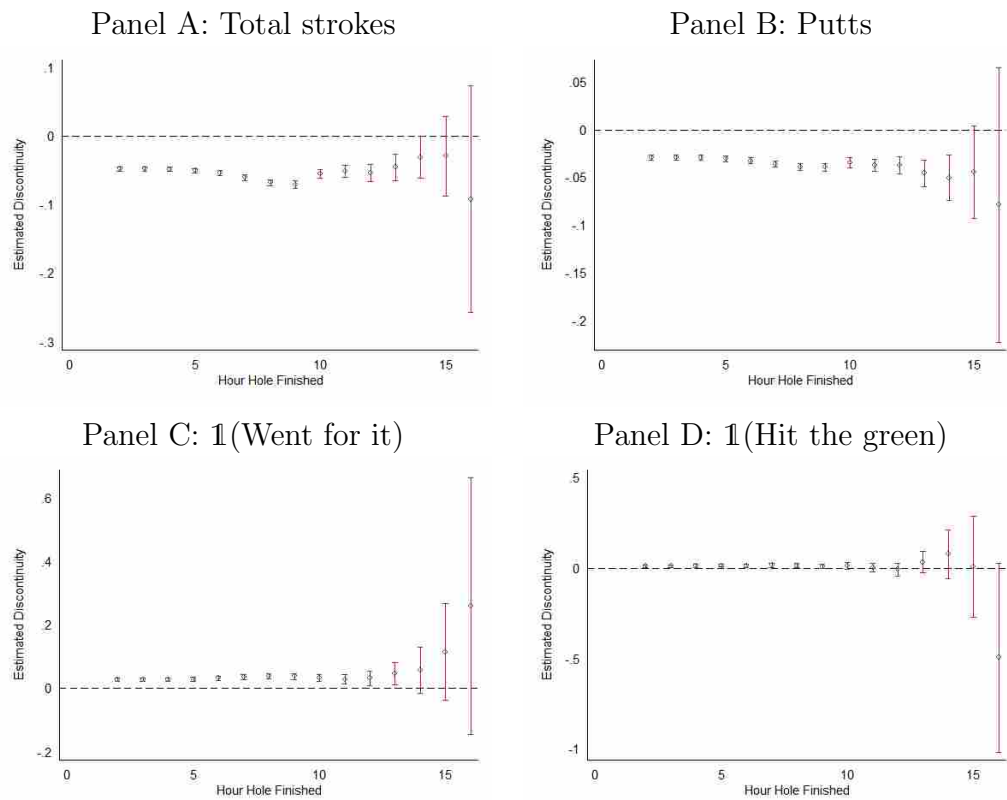 Panel A: Total strokes
.1
0
-.1
-.2
-.3
Estimated Discontinuity
0 5 10 15
Hour Hole Finished
Panel B: Putts
.05
0
-.05
-.1
-.15
-.2
Estimated Discontinuity
0 5 10 15
Hour Hole Finished
Panel C: 𝟙(Went for it)
.6
.4
.2
0
-.2
Estimated Discontinuity
0 5 10 15
Hour Hole Finished
Panel D: 𝟙(Hit the green)
.5
0
-.5
-1
Estimated Discontinuity
0 5 10 15
Hour Hole Finished